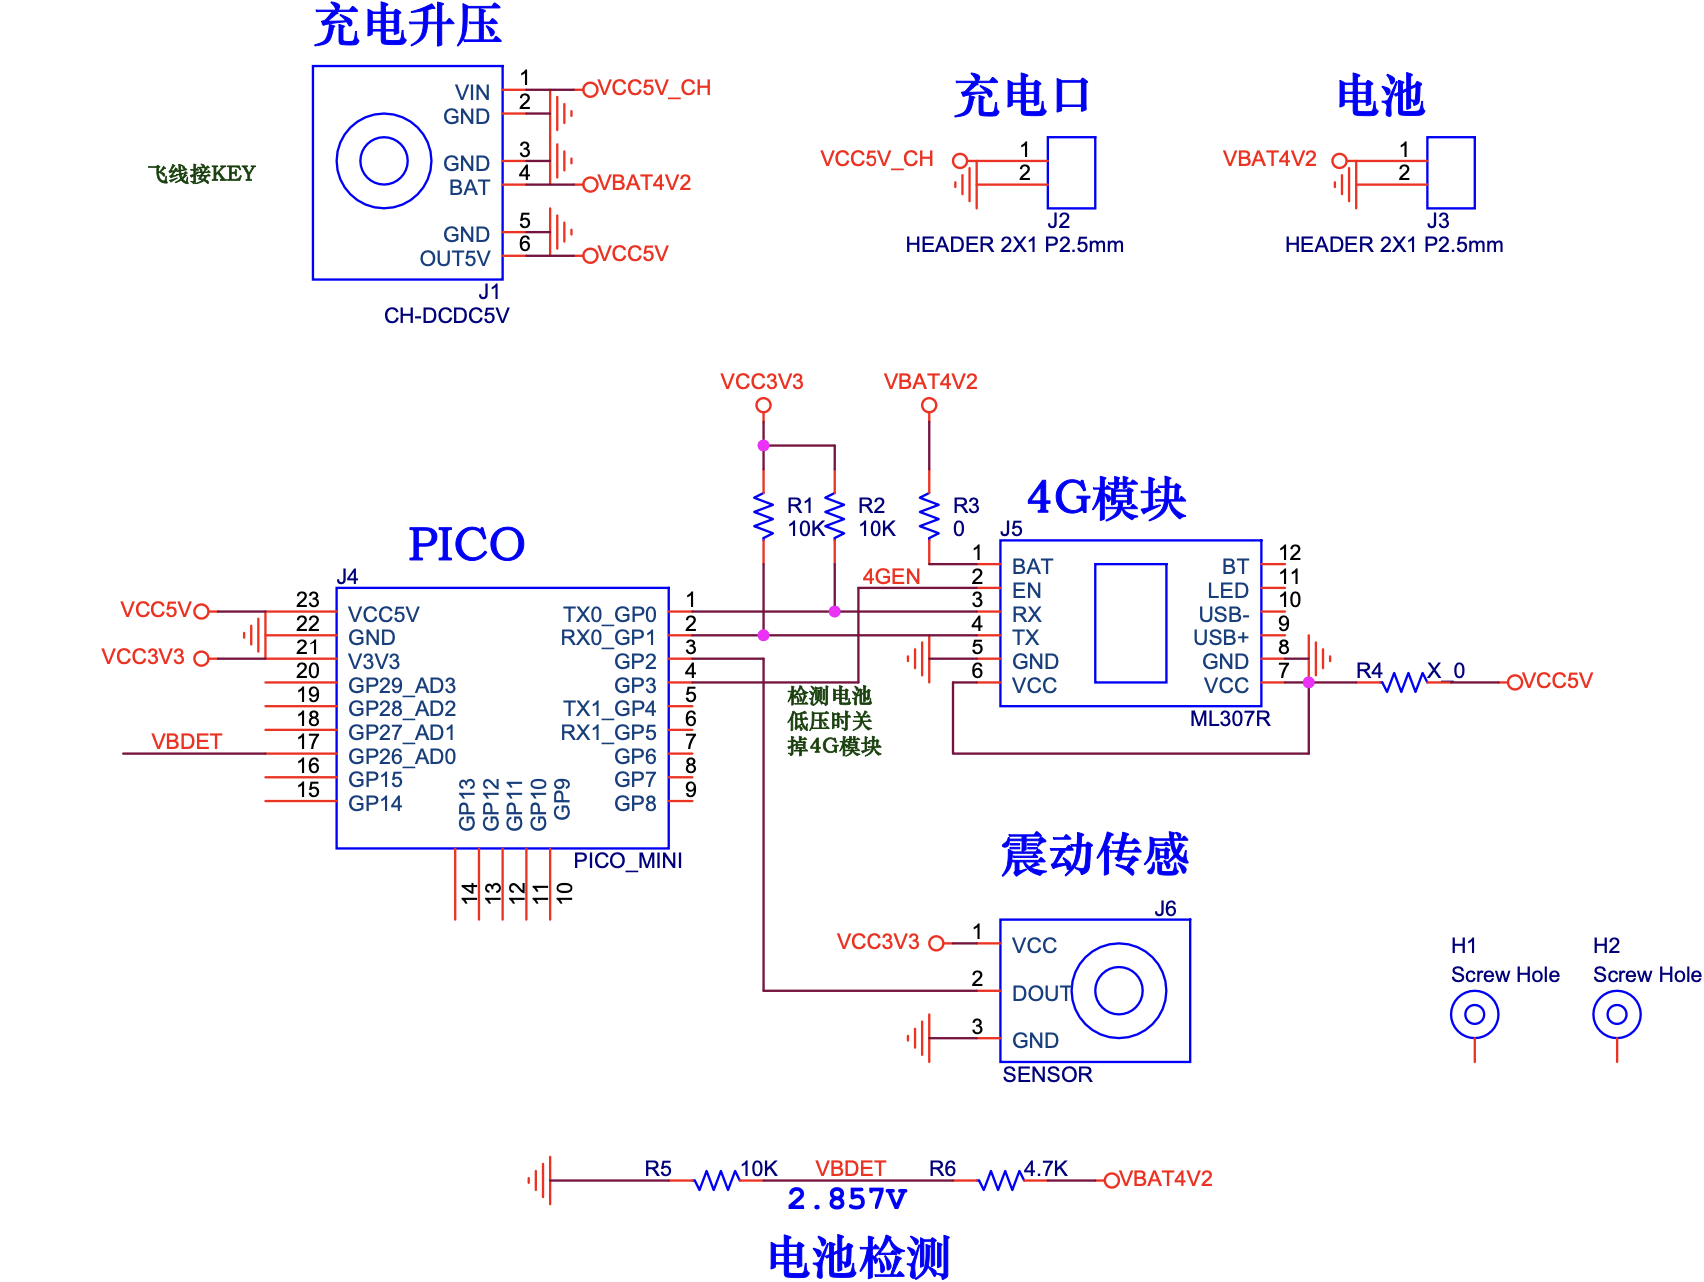 充电升压
VIN 1 VCC5V_CH
GND 2
GND 3
BAT 4 VBAT4V2
GND 5
OUT5V 6 VCC5V
J1
CH-DCDC5V
飞线接KEY
充电口
VCC5V_CH 1
2
J2
HEADER 2X1 P2.5mm
电池
VBAT4V2 1
2
J3
HEADER 2X1 P2.5mm
VCC3V3
VBAT4V2
R1
10K
R2
10K
R3
0
PICO
J4
VCC5V 23 VCC5V
22 GND
VCC3V3 21 V3V3
20 GP29_AD3
19 GP28_AD2
18 GP27_AD1
VBDET 17 GP26_AD0
16 GP15
15 GP14
TX0_GP0 1
RX0_GP1 2
GP2 3
GP3 4
TX1_GP4 5
RX1_GP5 6
GP6 7
GP7 8
GP8 9
GP13 GP12 GP11 GP10 GP9
14 13 12 11 10
PICO_MINI
4GEN
检测电池
低压时关
掉4G模块
4G模块
J5
1 BAT
2 EN
3 RX
4 TX
5 GND
6 VCC
BT 12
LED 11
USB- 10
USB+ 9
GND 8
VCC 7
ML307R
R4 X_0 VCC5V
震动传感
J6
VCC3V3 1 VCC
2 DOUT
3 GND
SENSOR
H1
Screw Hole
H2
Screw Hole
R5 10K VBDET R6 4.7K VBAT4V2
2.857V
电池检测